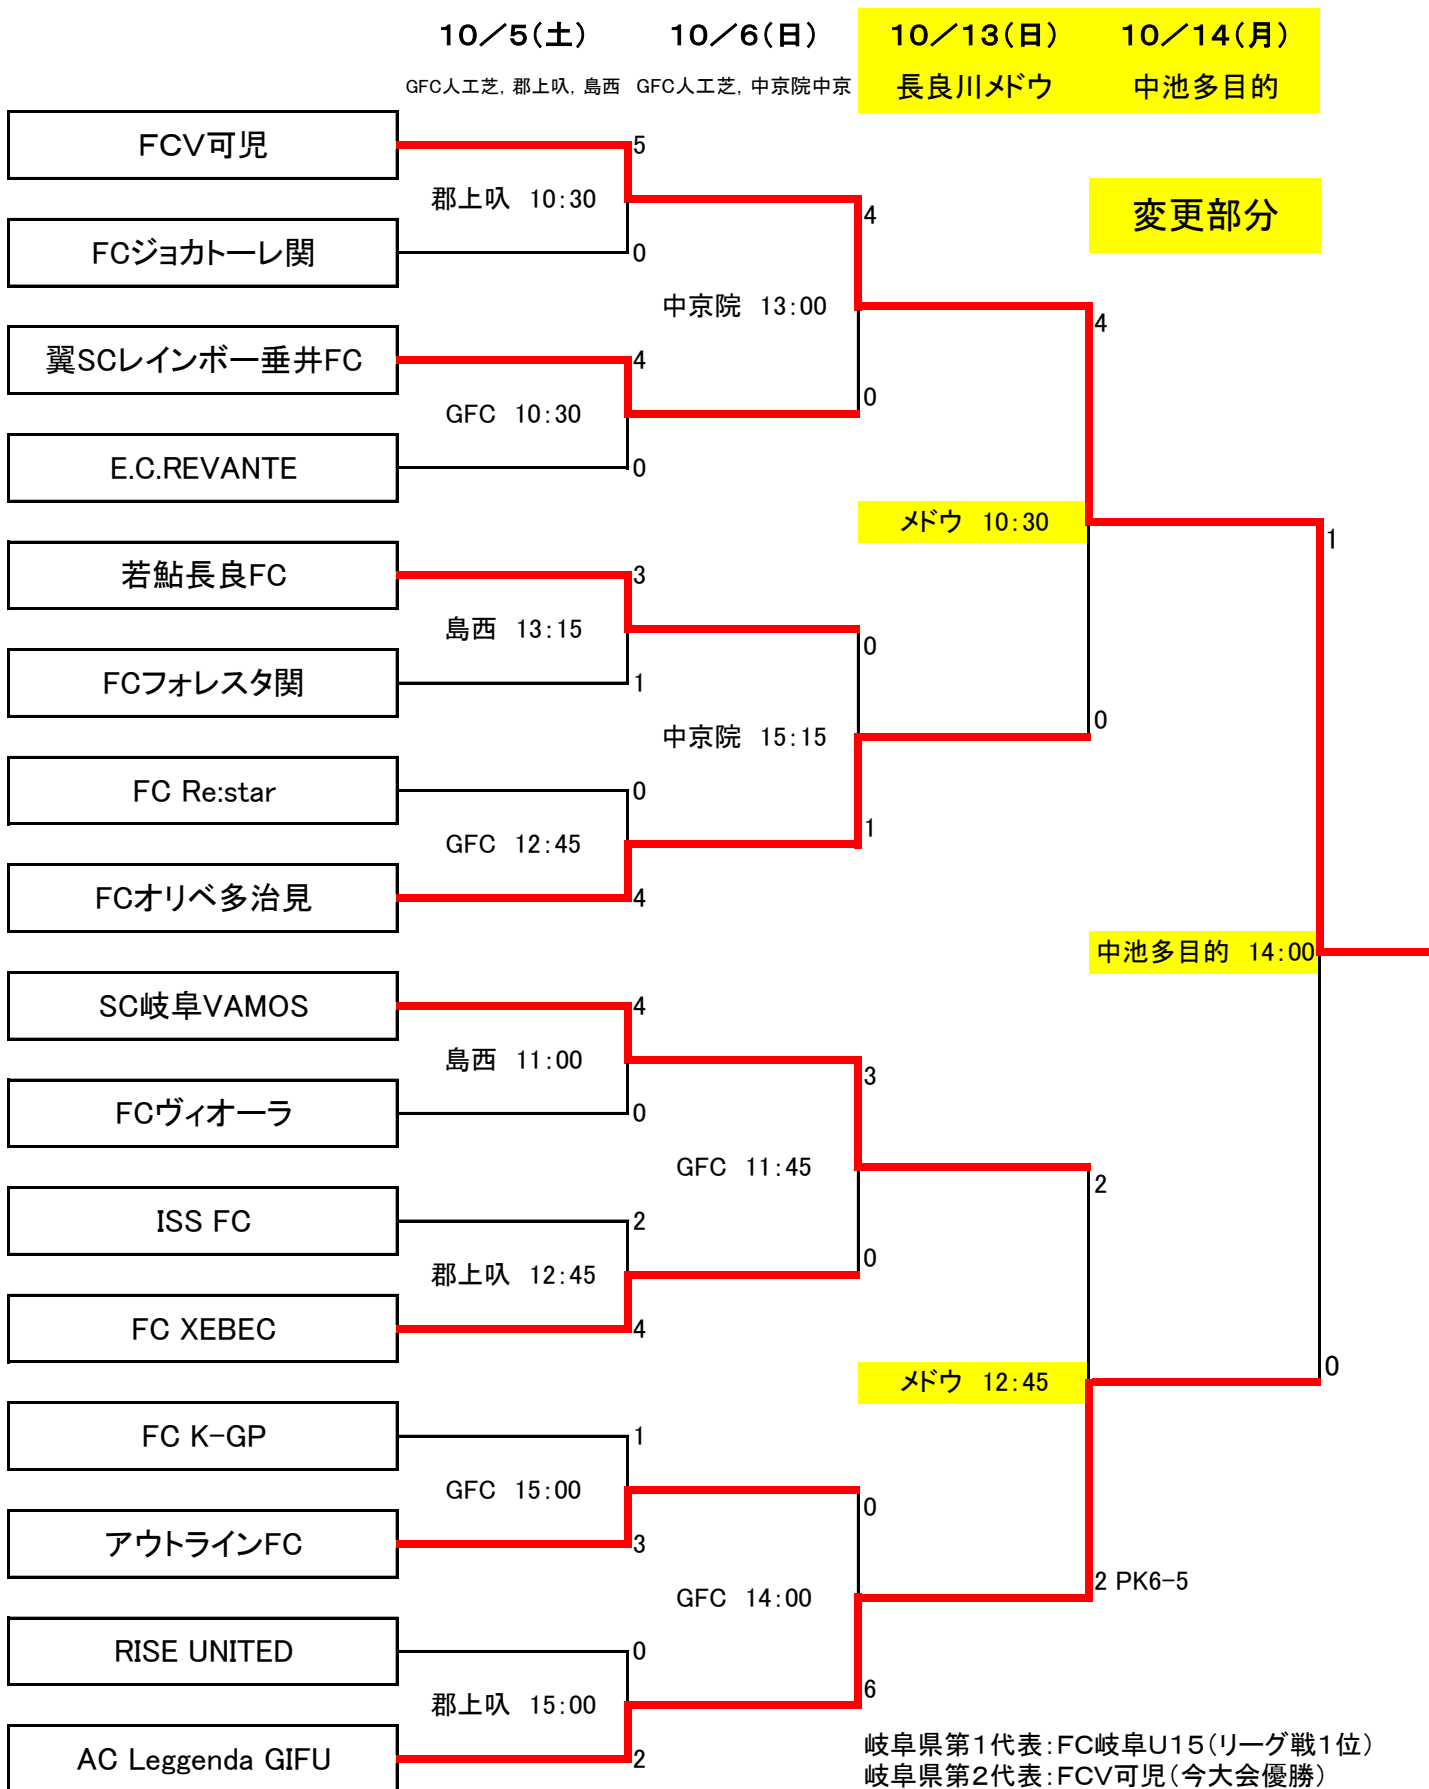 10/5(土) 10/6(日) 10/13(日) 10/14(月)
GFC人工芝, 郡上叺, 島西 GFC人工芝, 中京院中京 長良川メドウ 中池多目的
変更部分
FCV可児 5
郡上叺 10:30 4
FCジョカトーレ関 0
中京院 13:00 4
翼SCレインボー垂井FC 4
GFC 10:30 0
E.C.REVANTE 0
メドウ 10:30 1
若鮎長良FC 3
島西 13:15 0
FCフォレスタ関 1
中京院 15:15 0
FC Re:star 0
GFC 12:45 1
FCオリベ多治見 4
中池多目的 14:00
SC岐阜VAMOS 4
島西 11:00 3
FCヴィオーラ 0
GFC 11:45 2
ISS FC 2
郡上叺 12:45 0
FC XEBEC 4
メドウ 12:45 0
FC K-GP 1
GFC 15:00 0
アウトラインFC 3
GFC 14:00 2 PK6-5
RISE UNITED 0
郡上叺 15:00 6
AC Leggenda GIFU 2
岐阜県第1代表:FC岐阜U15(リーグ戦1位)
岐阜県第2代表:FCV可児(今大会優勝)